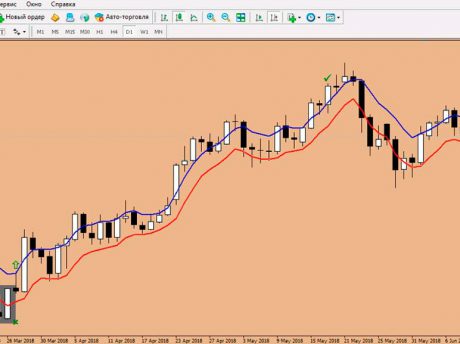 ервис Окно Справка
Новый ордер Авто-торговля
M1 M5 M15 M30 H1 H4 D1 W1 MN
26 Mar 2018 30 Mar 2018 5 Apr 2018 11 Apr 2018 17 Apr 2018 23 Apr 2018 27 Apr 2018 3 May 2018 9 May 2018 15 May 2018 21 May 2018 25 May 2018 31 May 2018 6 Jun